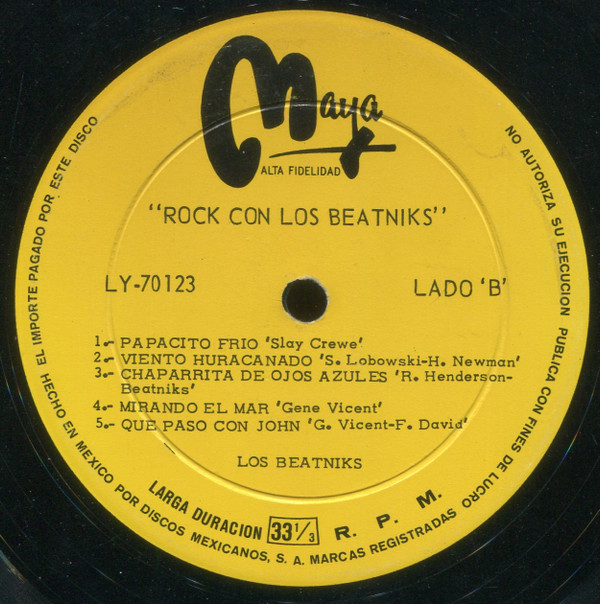 Maya
ALTA FIDELIDAD
"ROCK CON LOS BEATNIKS"
LY-70123
LADO 'B'
1.- PAPACITO FRIO 'Slay Crewe'
2.- VIENTO HURACANADO 'S. Lobowski-H. Newman'
3.- CHAPARRITA DE OJOS AZULES 'R. Henderson-
Beatniks'
4.- MIRANDO EL MAR 'Gene Vicent'
5.- QUE PASO CON JOHN 'G. Vicent-F. David'
LOS BEATNIKS
LARGA DURACION 33 1/3 R. P. M.
EL IMPORTE PAGADO POR ESTE DISCO
NO AUTORIZA SU EJECUCION PUBLICA CON FINES DE LUCRO
HECHO EN MEXICO POR DISCOS MEXICANOS, S. A. MARCAS REGISTRADAS